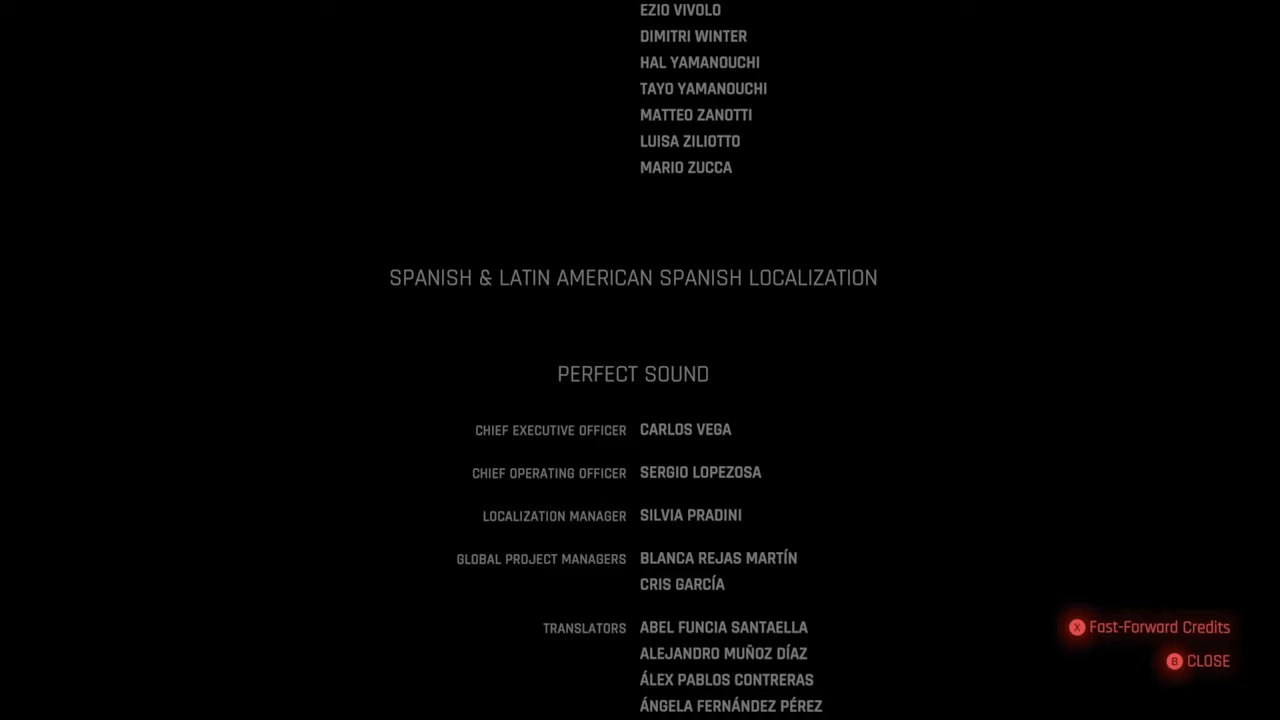 EZIO VIVOLO
DIMITRI WINTER
HAL YAMANOUCHI
TAYO YAMANOUCHI
MATTEO ZANOTTI
LUISA ZILIOTTO
MARIO ZUCCA
SPANISH & LATIN AMERICAN SPANISH LOCALIZATION
PERFECT SOUND
CHIEF EXECUTIVE OFFICER CARLOS VEGA
CHIEF OPERATING OFFICER SERGIO LOPEZOSA
LOCALIZATION MANAGER SILVIA PRADINI
GLOBAL PROJECT MANAGERS BLANCA REJAS MARTÍN
CRIS GARCÍA
TRANSLATORS ABEL FUNCIA SANTAELLA
ALEJANDRO MUÑOZ DÍAZ
ÁLEX PABLOS CONTRERAS
ÁNGELA FERNÁNDEZ PÉREZ
X Fast-Forward Credits
B CLOSE